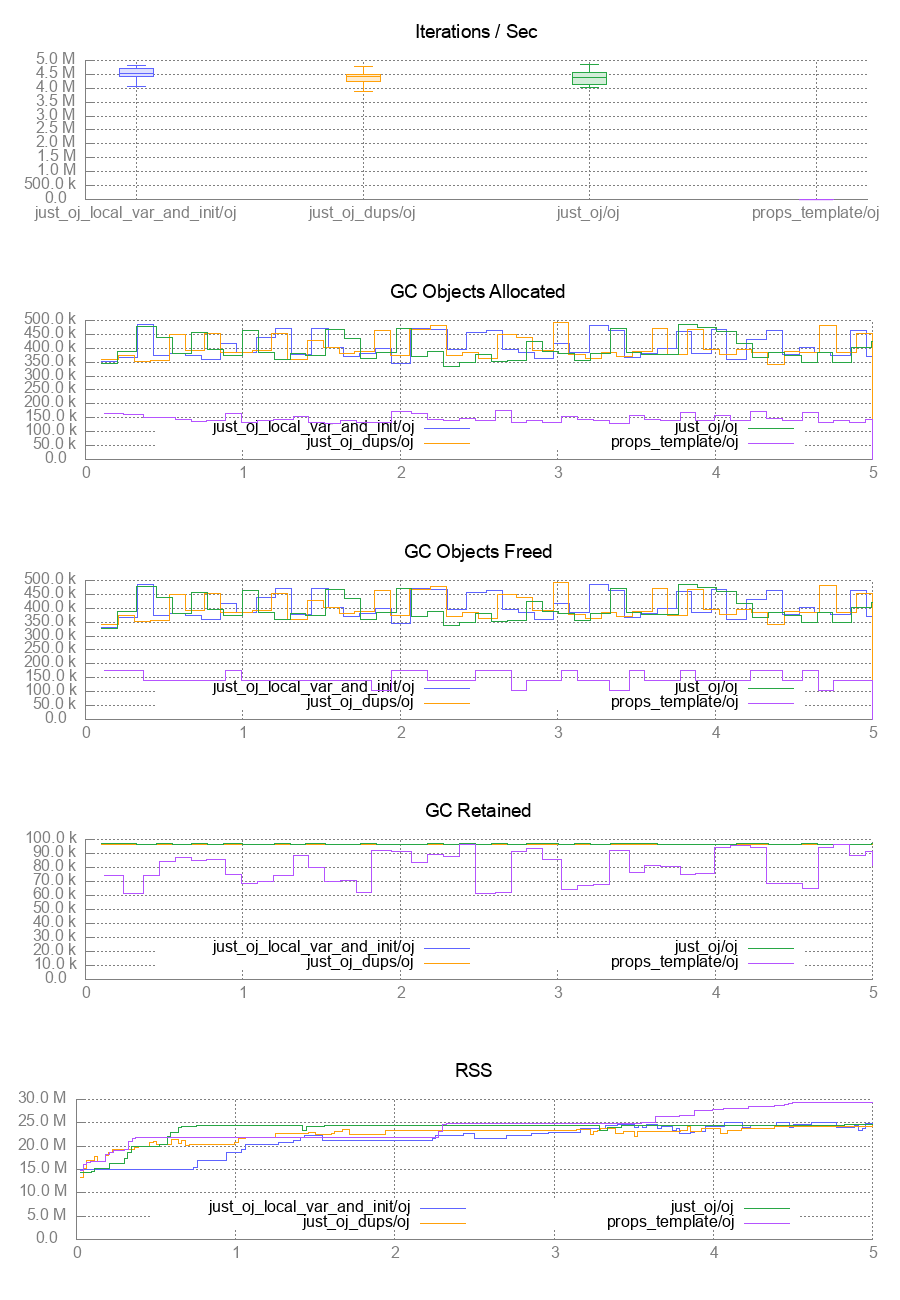 Iterations / Sec
5.0 M
4.5 M
4.0 M
3.5 M
3.0 M
2.5 M
2.0 M
1.5 M
1.0 M
500.0 k
0.0
just_oj_local_var_and_init/oj just_oj_dups/oj just_oj/oj props_template/oj
GC Objects Allocated
500.0 k
450.0 k
400.0 k
350.0 k
300.0 k
250.0 k
200.0 k
150.0 k
100.0 k
50.0 k
0.0
just_oj_local_var_and_init/oj just_oj/oj
just_oj_dups/oj props_template/oj
0 1 2 3 4 5
GC Objects Freed
500.0 k
450.0 k
400.0 k
350.0 k
300.0 k
250.0 k
200.0 k
150.0 k
100.0 k
50.0 k
0.0
just_oj_local_var_and_init/oj just_oj/oj
just_oj_dups/oj props_template/oj
0 1 2 3 4 5
GC Retained
100.0 k
90.0 k
80.0 k
70.0 k
60.0 k
50.0 k
40.0 k
30.0 k
20.0 k
10.0 k
0.0
just_oj_local_var_and_init/oj just_oj/oj
just_oj_dups/oj props_template/oj
0 1 2 3 4 5
RSS
30.0 M
25.0 M
20.0 M
15.0 M
10.0 M
5.0 M
0.0
just_oj_local_var_and_init/oj just_oj/oj
just_oj_dups/oj props_template/oj
0 1 2 3 4 5